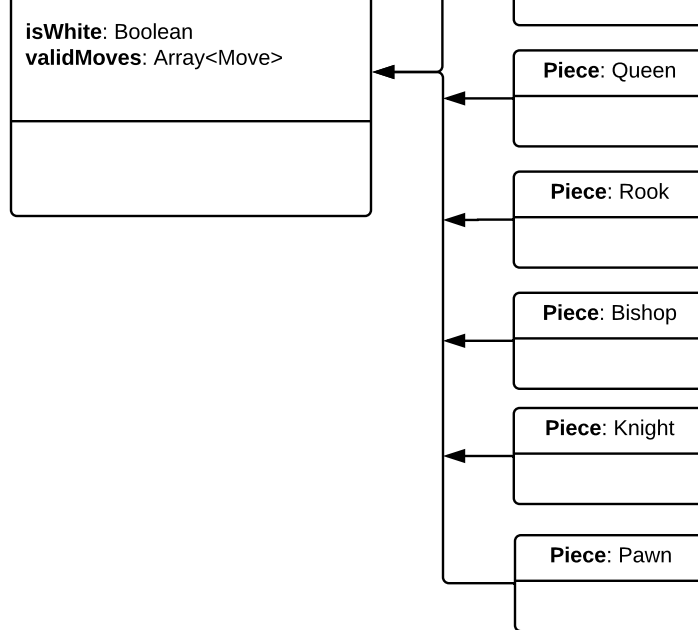 isWhite: Boolean
validMoves: Array<Move>
Piece: Queen
Piece: Rook
Piece: Bishop
Piece: Knight
Piece: Pawn